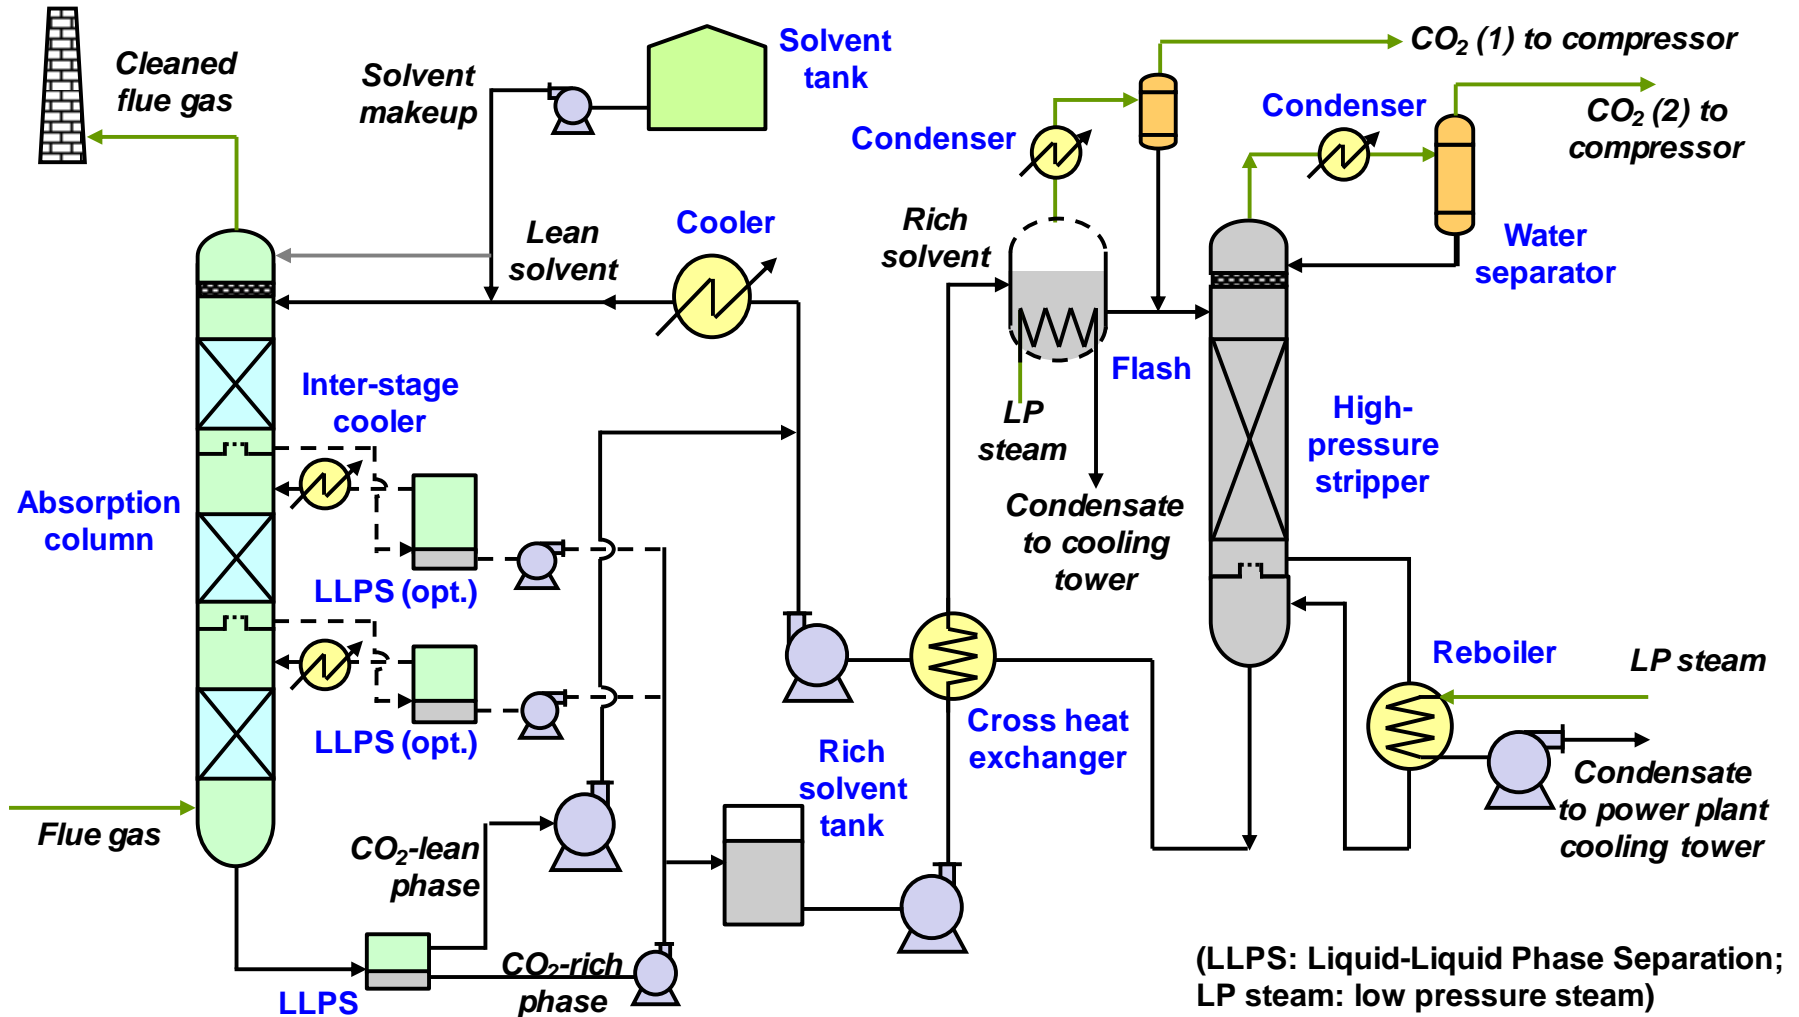 Cleaned
flue gas
Solvent
makeup
Solvent
tank
CO₂ (1) to compressor
Condenser
Condenser
CO₂ (2) to
compressor
Lean
solvent
Cooler
Rich
solvent
Water
separator
Inter-stage
cooler
Flash
LP
steam
High-
pressure
stripper
Absorption
column
Condensate
to cooling
tower
LLPS (opt.)
LLPS (opt.)
Reboiler
LP steam
Cross heat
exchanger
Rich
solvent
tank
Condensate
to power plant
cooling tower
Flue gas
CO₂-lean
phase
CO₂-rich
phase
LLPS
(LLPS: Liquid-Liquid Phase Separation;
LP steam: low pressure steam)